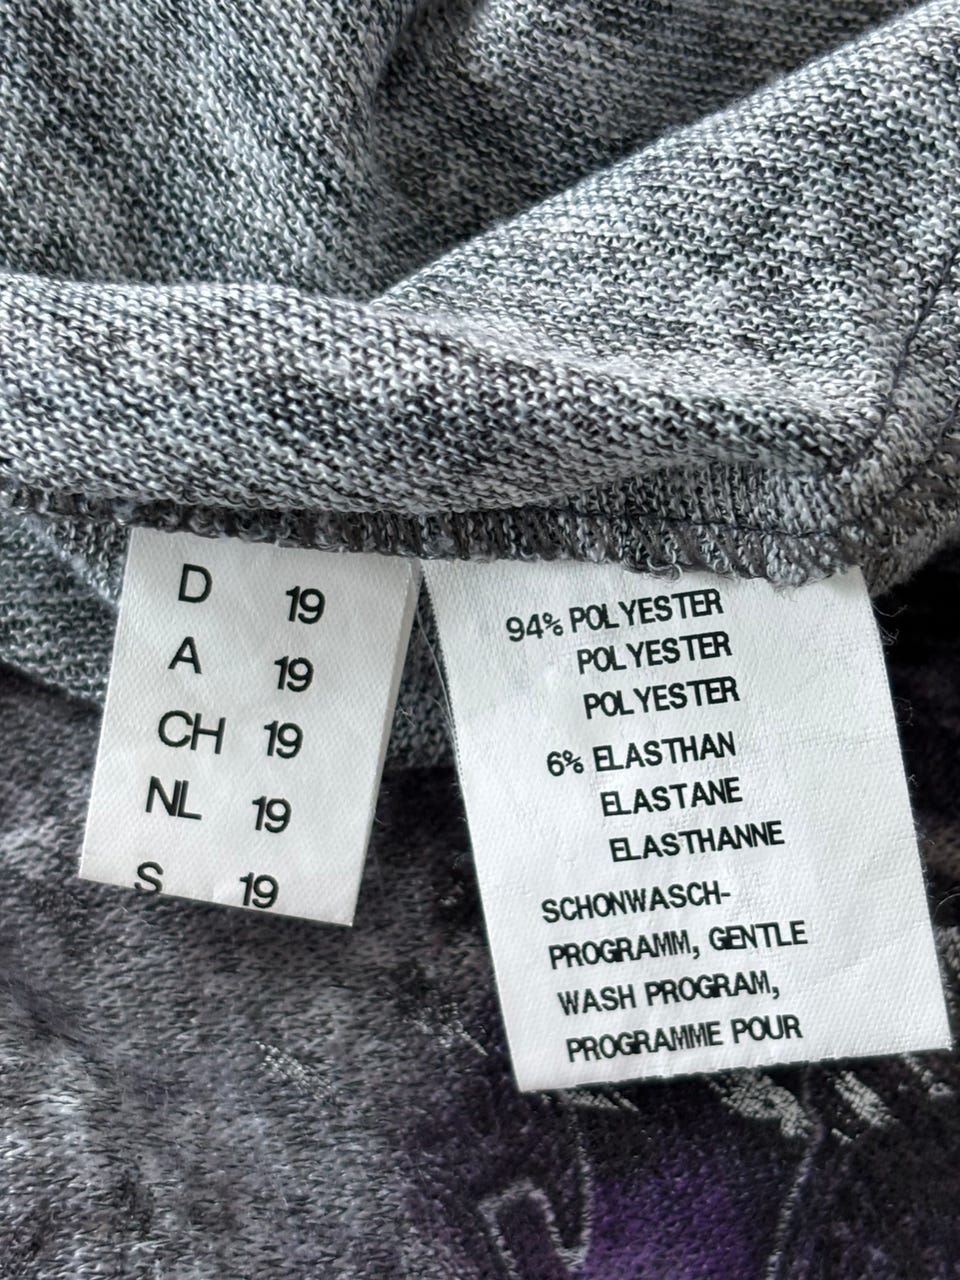 D 19
A 19
CH 19
NL 19
S 19
94% POLYESTER
POLYESTER
POLYESTER
6% ELASTHAN
ELASTANE
ELASTHANNE
SCHONWASCH-
PROGRAMM, GENTLE
WASH PROGRAM,
PROGRAMME POUR